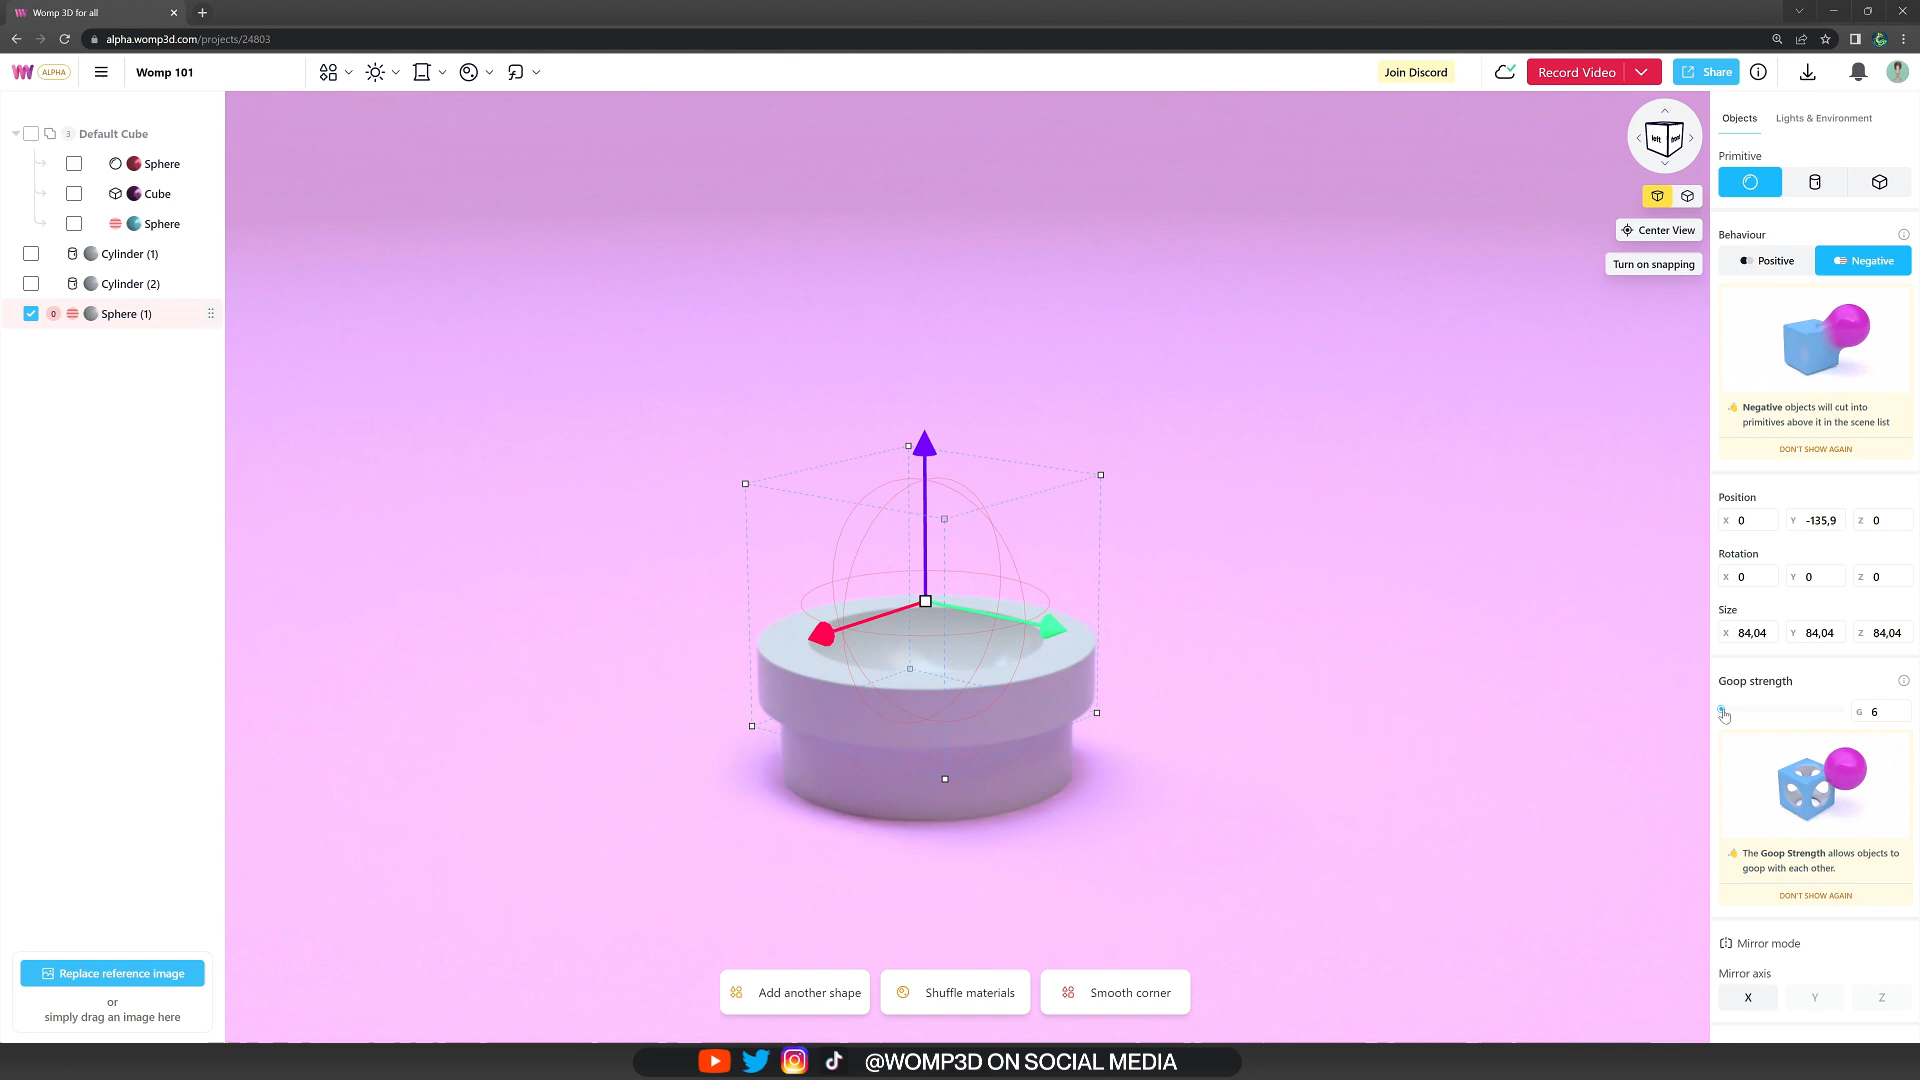 Womp 3D for all
alpha.womp3d.com/projects/24803
ALPHA
Womp 101
Join Discord
Record Video
Share
3 Default Cube
Sphere
Cube
Sphere
Cylinder (1)
Cylinder (2)
0 Sphere (1)
Replace reference image
or
simply drag an image here
left front
Center View
Turn on snapping
Add another shape
Shuffle materials
Smooth corner
Objects
Lights & Environment
Primitive
Behaviour
Positive
Negative
Negative objects will cut into
primitives above it in the scene list
DON'T SHOW AGAIN
Position
X 0 Y -135,9 Z 0
Rotation
X 0 Y 0 Z 0
Size
X 84,04 Y 84,04 Z 84,04
Goop strength
G 6
The Goop Strength allows objects to
goop with each other.
DON'T SHOW AGAIN
Mirror mode
Mirror axis
X Y Z
@WOMP3D ON SOCIAL MEDIA